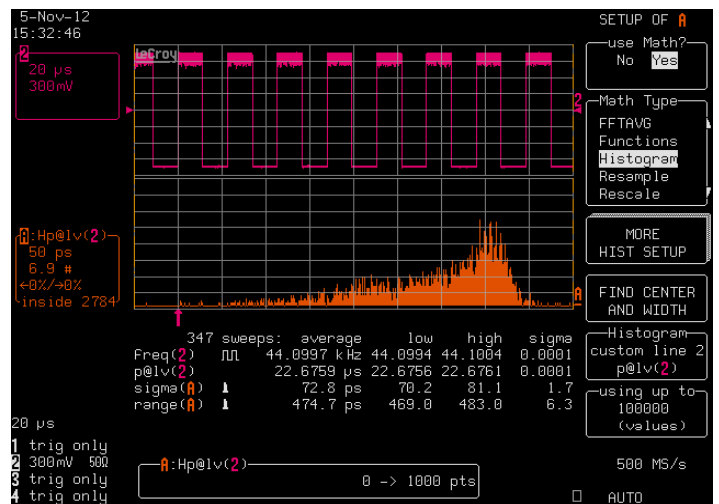 5-Nov-12
15:32:46
2
20 µs
300mV
LeCroy
2
A:Hp@lv(2)
50 ps
6.9 #
←0%/→0%
inside 2784
A
347 sweeps: average low high sigma
Freq(2) 44.0997 kHz 44.0994 44.1004 0.0001
p@lv(2) 22.6759 µs 22.6756 22.6761 0.0001
sigma(A) 72.8 ps 70.2 81.1 1.7
range(A) 474.7 ps 469.0 483.0 6.3
20 µs
1 trig only
2 300mV 50Ω
3 trig only
4 trig only
A:Hp@lv(2)
0 -> 1000 pts
SETUP OF A
use Math?
No Yes
Math Type
FFTAVG
Functions
Histogram
Resample
Rescale
MORE
HIST SETUP
FIND CENTER
AND WIDTH
Histogram
custom line 2
p@lv(2)
using up to
100000
(values)
500 MS/s
AUTO